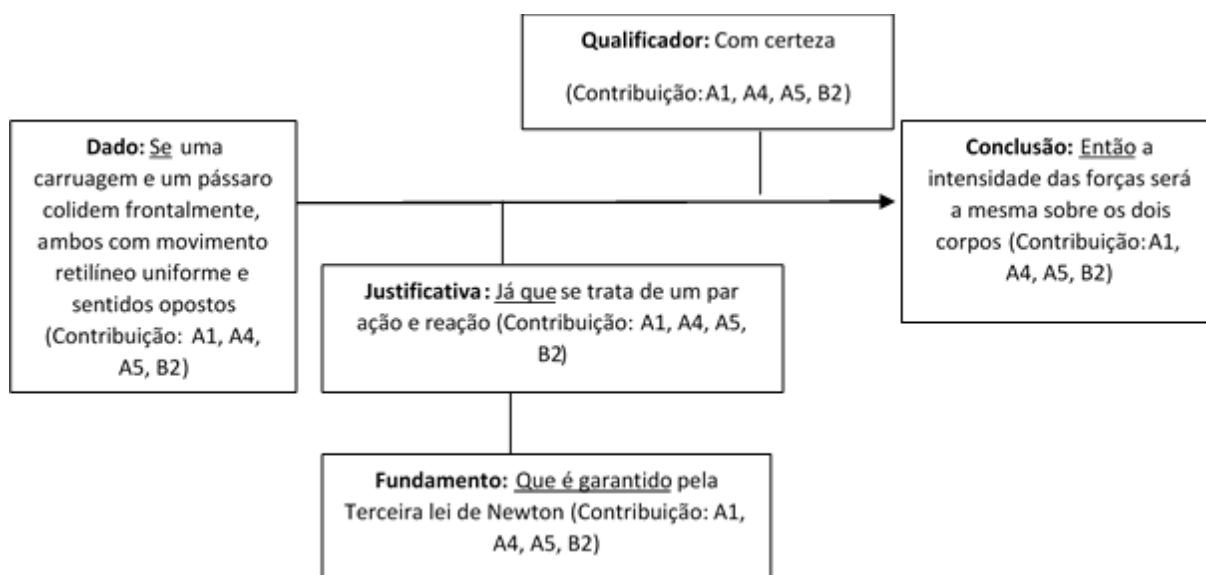 Qualificador: Com certeza
(Contribuição: A1, A4, A5, B2)
Dado: Se uma
carruagem e um pássaro
colidem frontalmente,
ambos com movimento
retilíneo uniforme e
sentidos opostos
(Contribuição: A1, A4,
A5, B2)
Conclusão: Então a
intensidade das forças será
a mesma sobre os dois
corpos (Contribuição: A1,
A4, A5, B2)
Justificativa: Já que se trata de um par
ação e reação (Contribuição: A1, A4, A5,
B2)
Fundamento: Que é garantido pela
Terceira lei de Newton (Contribuição: A1,
A4, A5, B2)